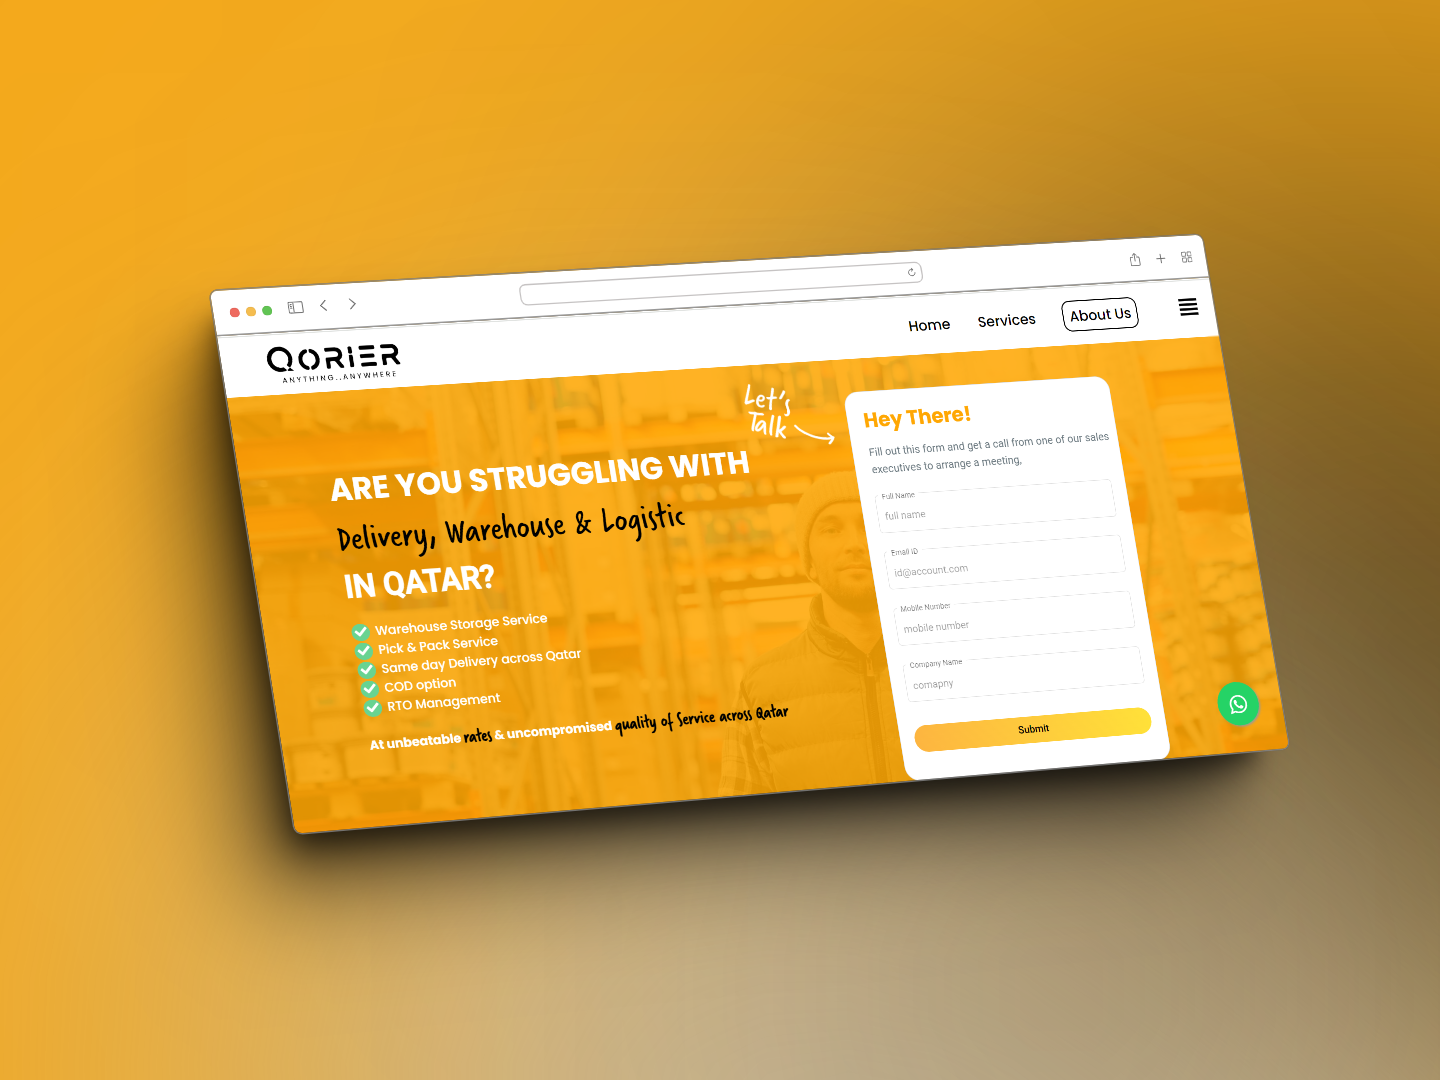 QORIER
ANYTHING..ANYWHERE
Home
Services
About Us
Let's
Talk
ARE YOU STRUGGLING WITH
Delivery, Warehouse & Logistic
IN QATAR?
Warehouse Storage Service
Pick & Pack Service
Same day Delivery across Qatar
COD option
RTO Management
At unbeatable rates & uncompromised quality of Service across Qatar
Hey There!
Fill out this form and get a call from one of our sales
executives to arrange a meeting,
Full Name
full name
Email ID
id@account.com
Mobile Number
mobile number
Company Name
comapny
Submit